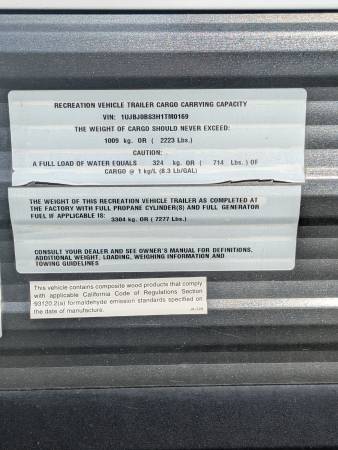 RECREATION VEHICLE TRAILER CARGO CARRYING CAPACITY
VIN: 1UJBJ0BS3H1TM0169
THE WEIGHT OF CARGO SHOULD NEVER EXCEED:
1009 kg. OR ( 2223 Lbs.)
CAUTION:
A FULL LOAD OF WATER EQUALS 324 kg. OR ( 714 Lbs.) OF
CARGO @ 1 kg/L (8.3 Lb/GAL)
THE WEIGHT OF THIS RECREATION VEHICLE TRAILER AS COMPLETED AT
THE FACTORY WITH FULL PROPANE CYLINDER(S) AND FULL GENERATOR
FUEL IF APPLICABLE IS:
3304 kg. OR ( 7277 Lbs.)
CONSULT YOUR DEALER AND SEE OWNER'S MANUAL FOR DEFINITIONS,
ADDITIONAL WEIGHT, LOADING, WEIGHING INFORMATION AND
TOWING GUIDELINES
This vehicle contains composite wood products that comply
with applicable California Code of Regulations Section
93120.2(a) formaldehyde emission standards specified on
the date of manufacture.